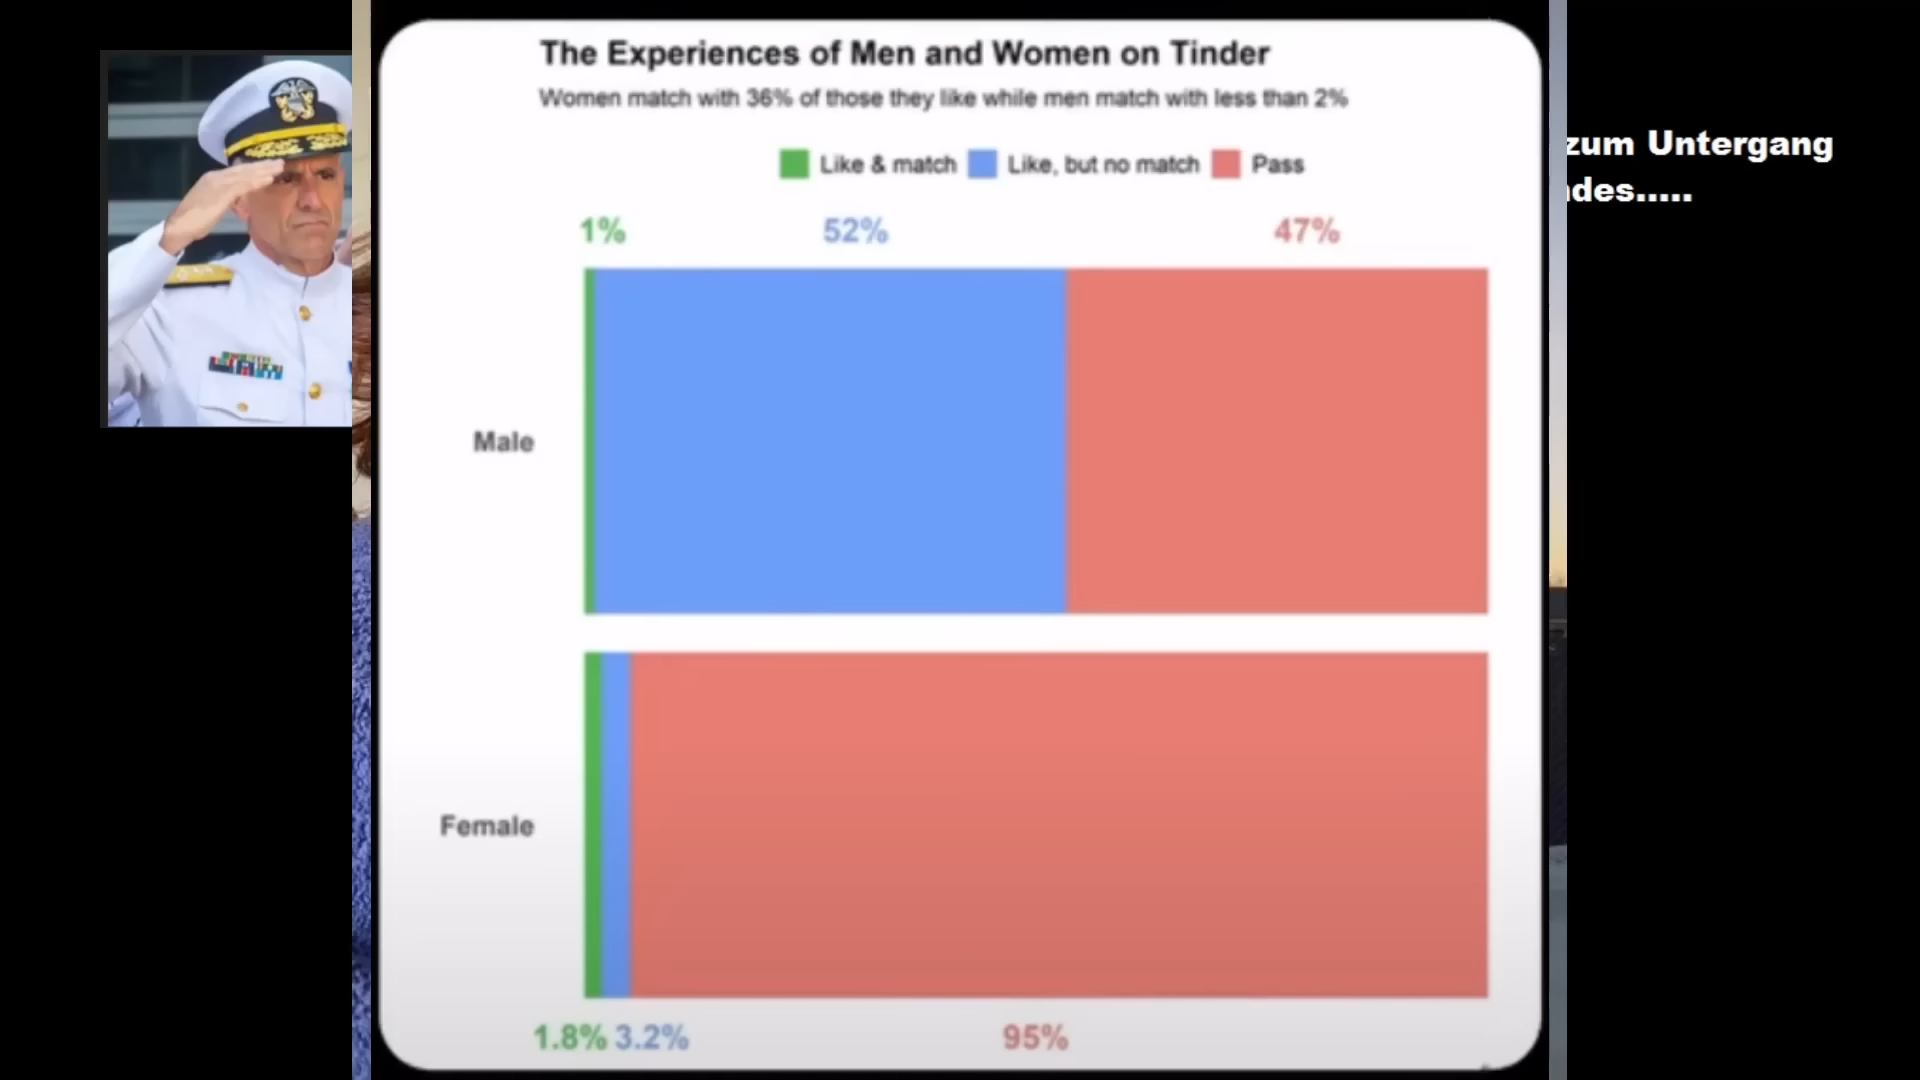 The Experiences of Men and Women on Tinder
Women match with 36% of those they like while men match with less than 2%
Like & match Like, but no match Pass
1% 52% 47%
Male
Female
1.8% 3.2% 95%
zum Untergang